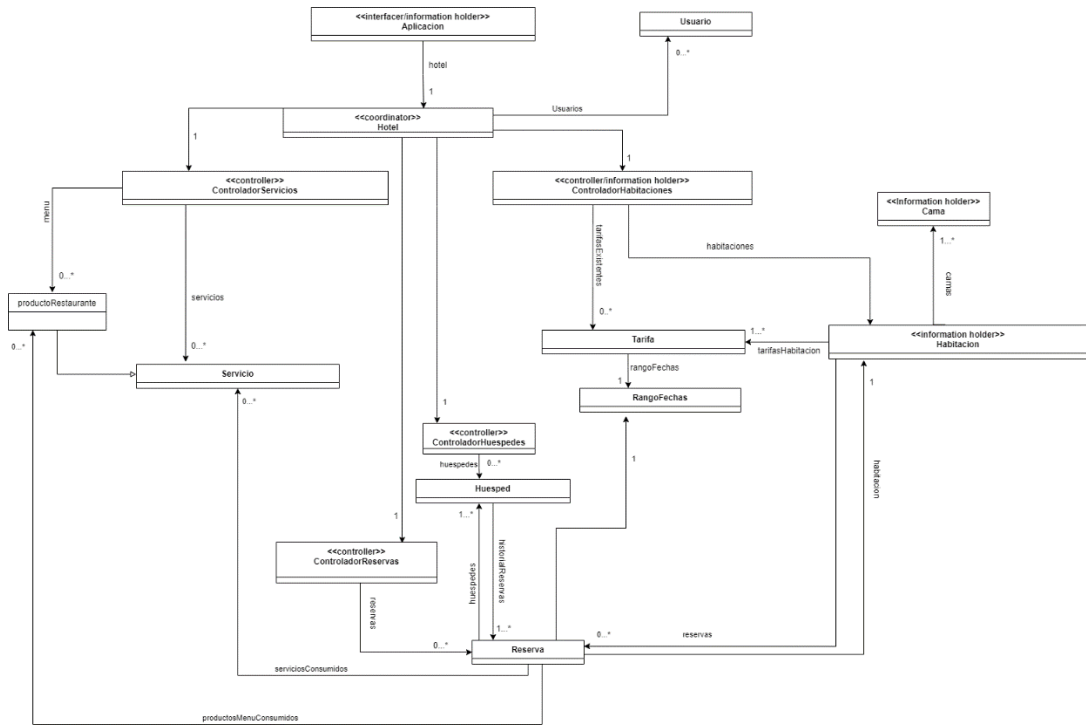 <<interfacer/information holder>>
Aplicacion
Usuario
0...*
hotel
1
Usuarios
<<coordinator>>
Hotel
1
1
<<controller>>
ControladorServicios
<<controller/information holder>>
ControladorHabitaciones
<<Information holder>>
Cama
menu
tarifasExistentes
habitaciones
1...*
camas
0...*
servicios
productoRestaurante
0..*
0...*
0...*
Tarifa
1...*
tarifasHabitacion
<<information holder>>
Habitacion
Servicio
rangoFechas
1
1
0...*
RangoFechas
1
<<controller>>
ControladorHuespedes
huespedes
0...*
1
habitacion
Huesped
1...*
1
historialReservas
huespedes
<<controller>>
ControladorReservas
reservas
1...*
0...*
0...*
reservas
Reserva
serviciosConsumidos
productosMenuConsumidos